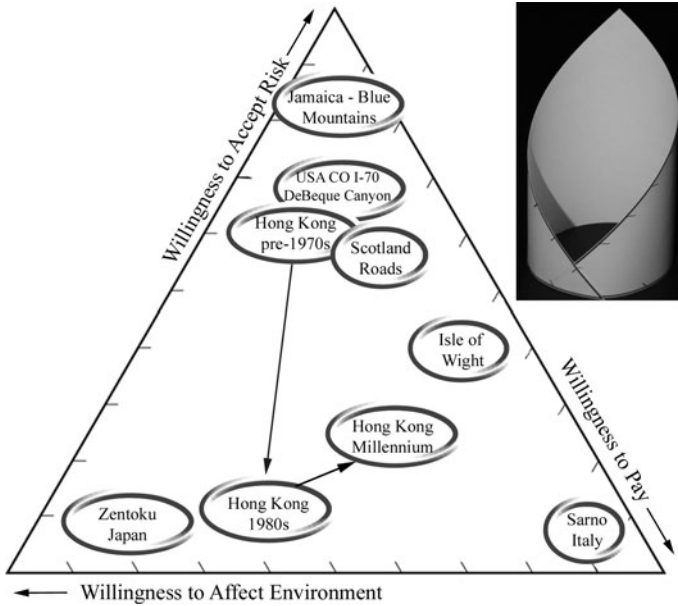 Willingness to Accept Risk
Jamaica - Blue
Mountains
USA CO I-70
DeBeque Canyon
Hong Kong
pre-1970s
Scotland
Roads
Isle of
Wight
Willingness to Pay
Hong Kong
Millennium
Hong Kong
1980s
Zentoku
Japan
Sarno
Italy
Willingness to Affect Environment